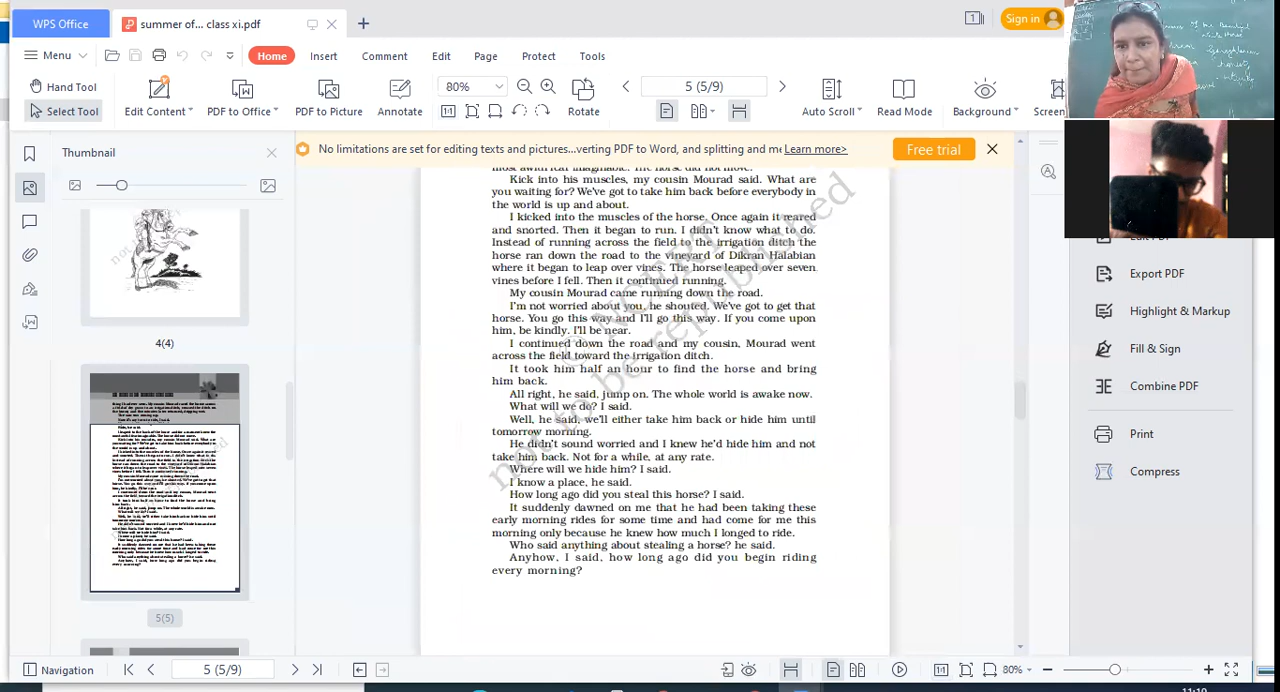 WPS Office
summer of... class xi.pdf
Sign in
Menu
Home
Insert
Comment
Edit
Page
Protect
Tools
Hand Tool
Select Tool
Edit Content
PDF to Office
PDF to Picture
Annotate
80%
5 (5/9)
Rotate
Auto Scroll
Read Mode
Background
Screen
Thumbnail
No limitations are set for editing texts and pictures...verting PDF to Word, and splitting and me Learn more>
Free trial
Kick into his muscles, my cousin Mourad said. What are
you waiting for? We've got to take him back before everybody in
the world is up and about.
I kicked into the muscles of the horse. Once again it reared
and snorted. Then it began to run. I didn't know what to do.
Instead of running across the field to the irrigation ditch the
horse ran down the road to the vineyard of Dikran Halabian
where it began to leap over vines. The horse leaped over seven
vines before I fell. Then it continued running.
My cousin Mourad came running down the road.
I'm not worried about you, he shouted. We've got to get that
horse. You go this way and I'll go this way. If you come upon
him, be kindly. I'll be near.
I continued down the road and my cousin, Mourad went
across the field toward the irrigation ditch.
It took him half an hour to find the horse and bring
him back.
All right, he said, jump on. The whole world is awake now.
What will we do? I said.
Well, he said, we'll either take him back or hide him until
tomorrow morning.
He didn't sound worried and I knew he'd hide him and not
take him back. Not for a while, at any rate.
Where will we hide him? I said.
I know a place, he said.
How long ago did you steal this horse? I said.
It suddenly dawned on me that he had been taking these
early morning rides for some time and had come for me this
morning only because he knew how much I longed to ride.
Who said anything about stealing a horse? he said.
Anyhow, I said, how long ago did you begin riding
every morning?
© NCERT
not to be republished
4(4)
5(5)
Export PDF
Highlight & Markup
Fill & Sign
Combine PDF
Print
Compress
Navigation
5 (5/9)
80%